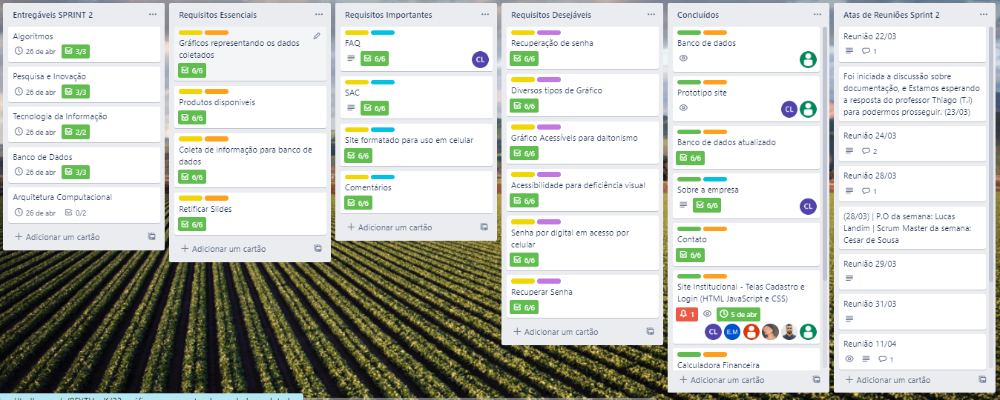 Entregáveis SPRINT 2
Algoritmos
26 de abr
3/3
Pesquisa e Inovação
26 de abr
3/3
Tecnologia da Informação
26 de abr
2/2
Banco de Dados
26 de abr
3/3
Arquitetura Computacional
26 de abr
0/2
Adicionar um cartão
Requisitos Essenciais
Gráficos representando os dados
coletados
6/6
Produtos disponiveis
6/6
Coleta de informação para banco de
dados
6/6
Retificar Slides
6/6
Adicionar um cartão
Requisitos Importantes
FAQ
6/6
CL
SAC
6/6
Site formatado para uso em celular
6/6
Comentários
6/6
Adicionar um cartão
Requisitos Desejáveis
Recuperação de senha
6/6
Diversos tipos de Gráfico
6/6
Gráfico Acessíveis para daltonismo
6/6
Acessibilidade para deficiência visual
6/6
Senha por digital em acesso por
celular
6/6
Recuperar Senha
6/6
Adicionar um cartão
Concluídos
Banco de dados
Prototipo site
CL
Banco de dados atualizado
6/6
Sobre a empresa
6/6
CL
Contato
6/6
Site Institucional - Telas Cadastro e
Login (HTML JavaScript e CSS)
1
5 de abr
CL
E.M
Calculadora Financeira
Adicionar um cartão
Atas de Reuniões Sprint 2
Reunião 22/03
1
Foi iniciada a discussão sobre
documentação, e Estamos esperando
a resposta do professor Thiago (T.i)
para podermos prosseguir. (23/03)
Reunião 24/03
2
Reunião 28/03
1
(28/03) | P.O da semana: Lucas
Landim | Scrum Master da semana:
Cesar de Sousa
Reunião 29/03
Reunião 31/03
Reunião 11/04
1
Adicionar um cartão